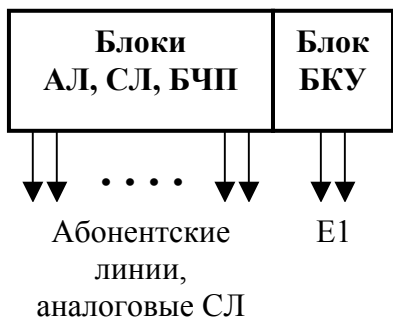 Блоки
АЛ, СЛ, БЧП
Блок
БКУ
. . . .
Абонентские
линии,
аналоговые СЛ
E1